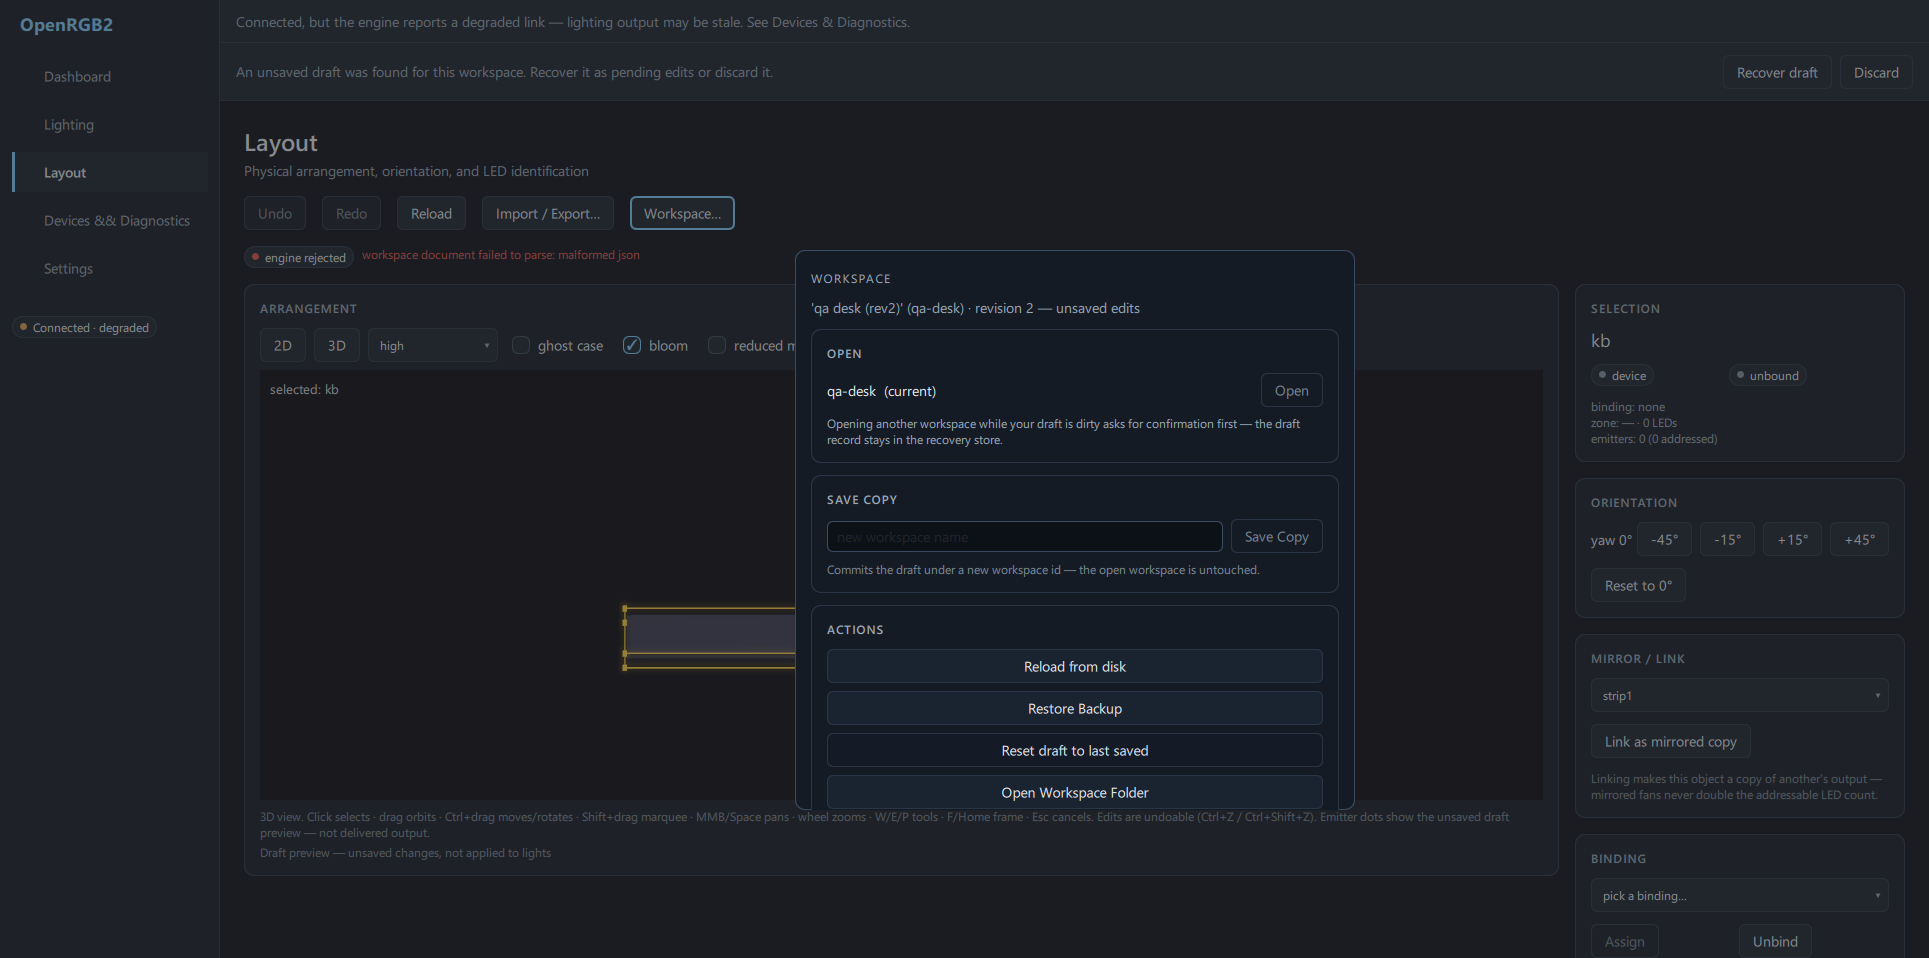 OpenRGB2
Dashboard
Lighting
Layout
Devices && Diagnostics
Settings
Connected · degraded
Connected, but the engine reports a degraded link — lighting output may be stale. See Devices & Diagnostics.
An unsaved draft was found for this workspace. Recover it as pending edits or discard it.
Recover draft
Discard
Layout
Physical arrangement, orientation, and LED identification
Undo
Redo
Reload
Import / Export...
Workspace...
engine rejected
workspace document failed to parse: malformed json
ARRANGEMENT
2D
3D
high
ghost case
bloom
reduced m
selected: kb
3D view. Click selects · drag orbits · Ctrl+drag moves/rotates · Shift+drag marquee · MMB/Space pans · wheel zooms · W/E/P tools · F/Home frame · Esc cancels. Edits are undoable (Ctrl+Z / Ctrl+Shift+Z). Emitter dots show the unsaved draft
preview — not delivered output.
Draft preview — unsaved changes, not applied to lights
WORKSPACE
'qa desk (rev2)' (qa-desk) · revision 2 — unsaved edits
OPEN
qa-desk (current)
Open
Opening another workspace while your draft is dirty asks for confirmation first — the draft
record stays in the recovery store.
SAVE COPY
new workspace name
Save Copy
Commits the draft under a new workspace id — the open workspace is untouched.
ACTIONS
Reload from disk
Restore Backup
Reset draft to last saved
Open Workspace Folder
SELECTION
kb
device
unbound
binding: none
zone: — · 0 LEDs
emitters: 0 (0 addressed)
ORIENTATION
yaw 0°
-45°
-15°
+15°
+45°
Reset to 0°
MIRROR / LINK
strip1
Link as mirrored copy
Linking makes this object a copy of another's output —
mirrored fans never double the addressable LED count.
BINDING
pick a binding...
Assign
Unbind